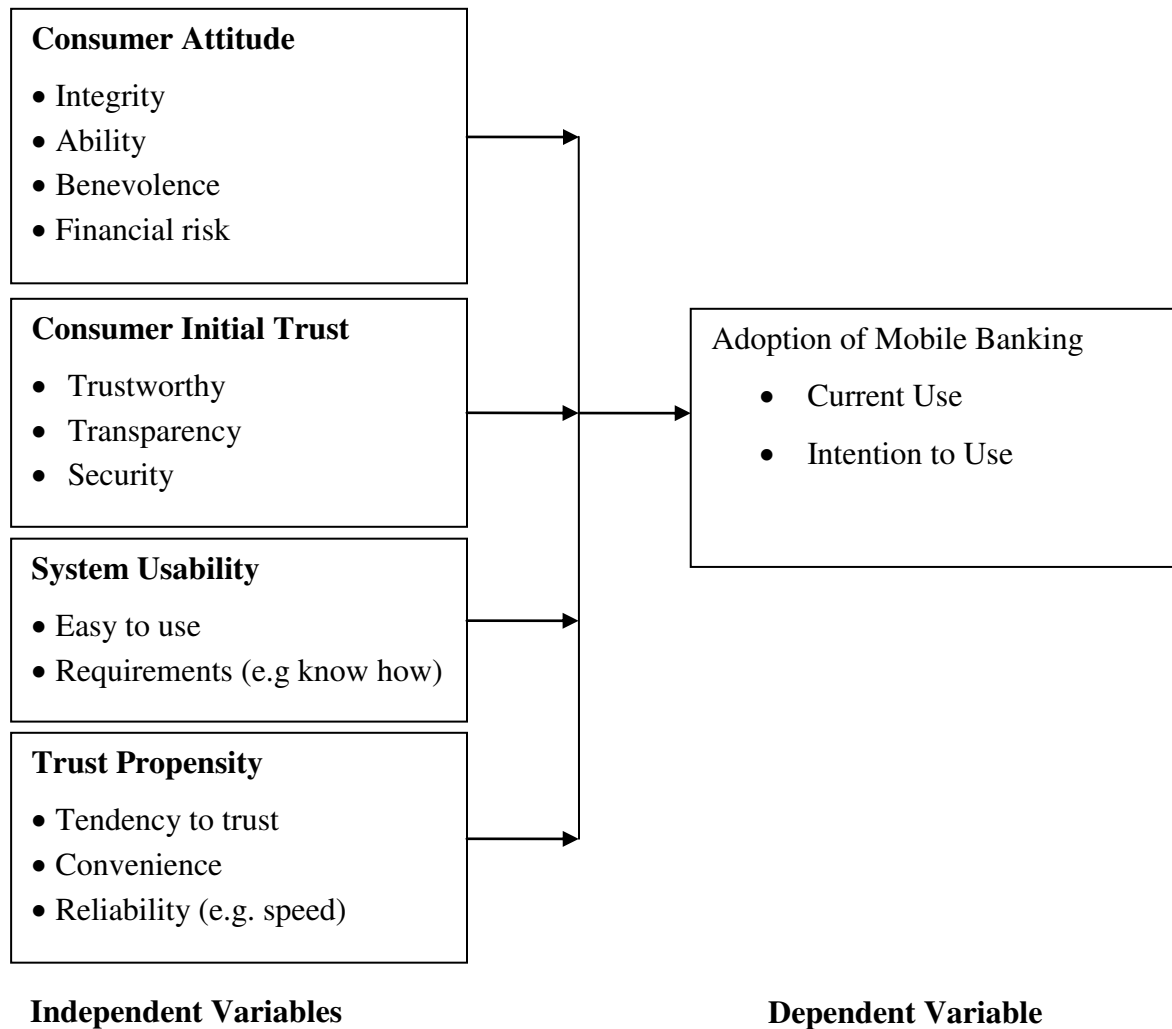 Consumer Attitude
• Integrity
• Ability
• Benevolence
• Financial risk
Consumer Initial Trust
• Trustworthy
• Transparency
• Security
System Usability
• Easy to use
• Requirements (e.g know how)
Trust Propensity
• Tendency to trust
• Convenience
• Reliability (e.g. speed)
Independent Variables
Adoption of Mobile Banking
• Current Use
• Intention to Use
Dependent Variable